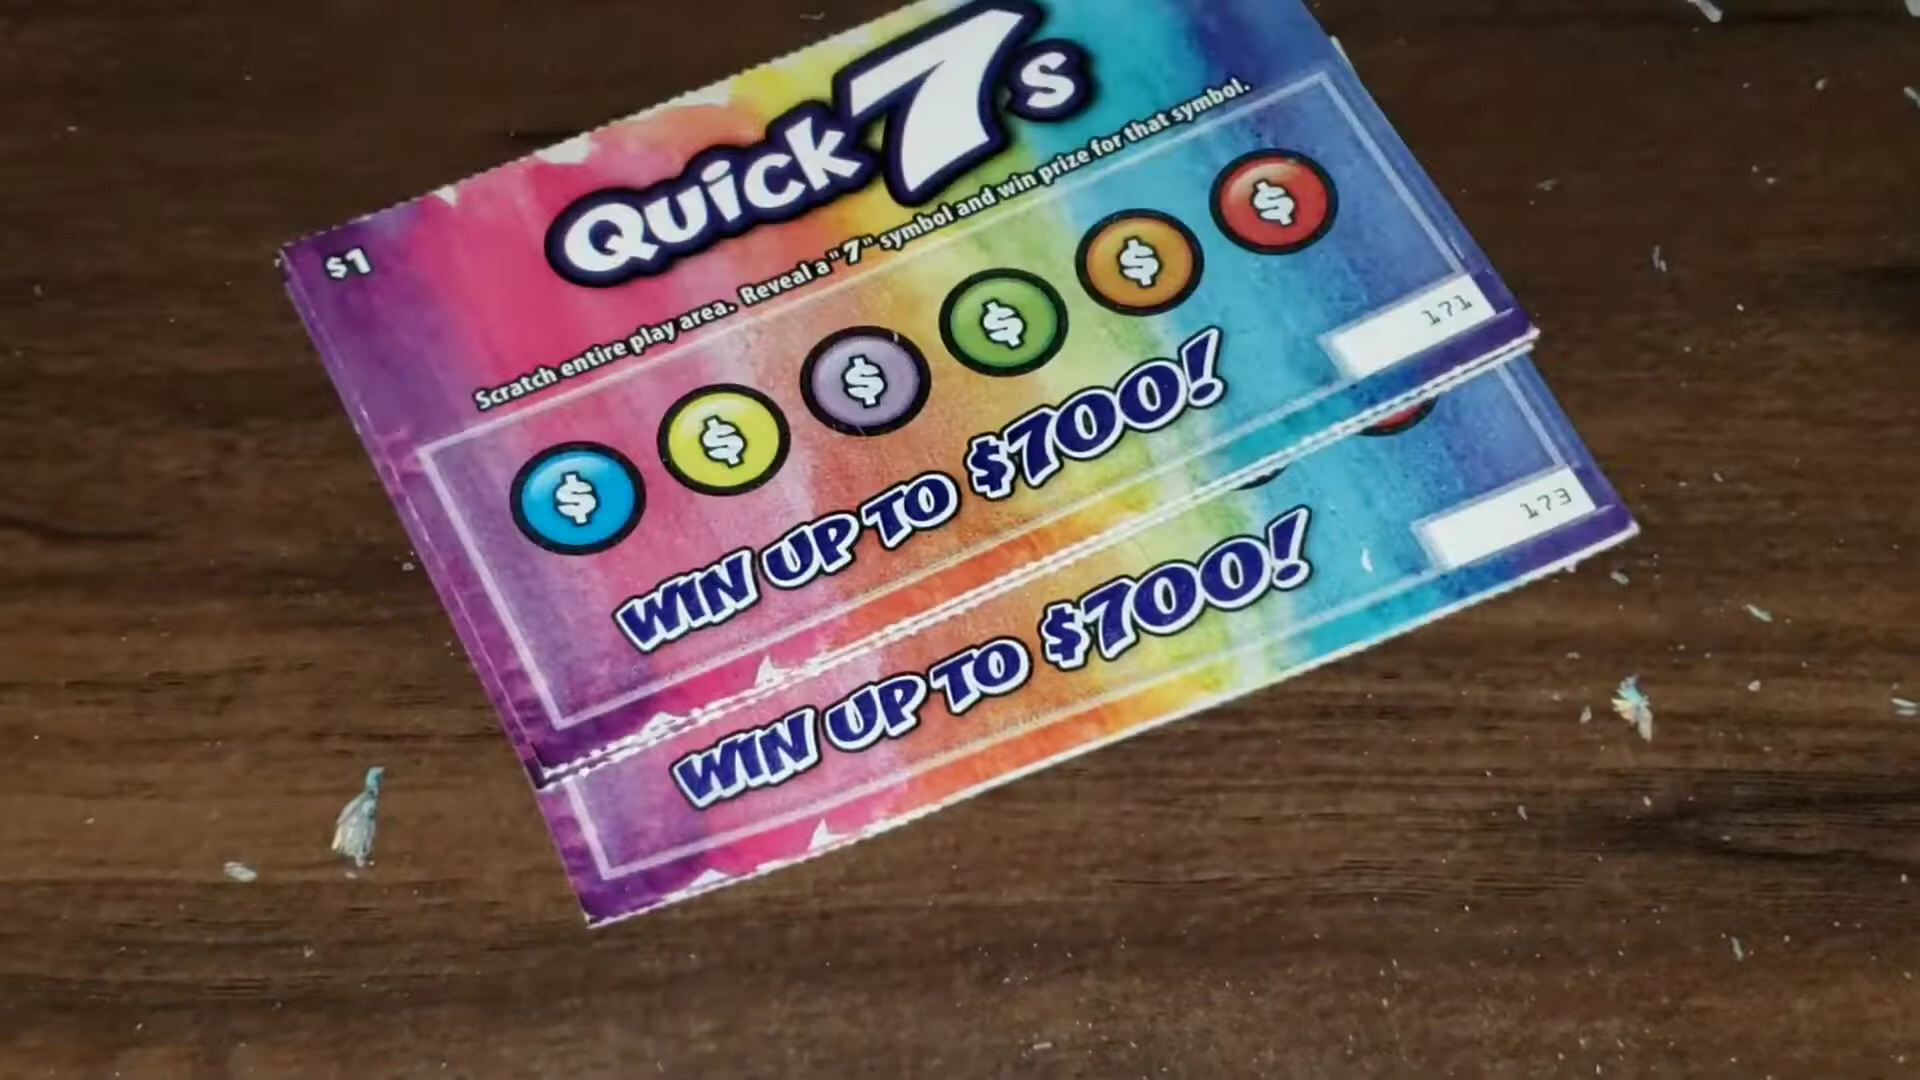 Quick 7s
$1
Scratch entire play area. Reveal a "7" symbol and win prize for that symbol.
$ $ $ $ $ $
171
WIN UP TO $700!
173
WIN UP TO $700!